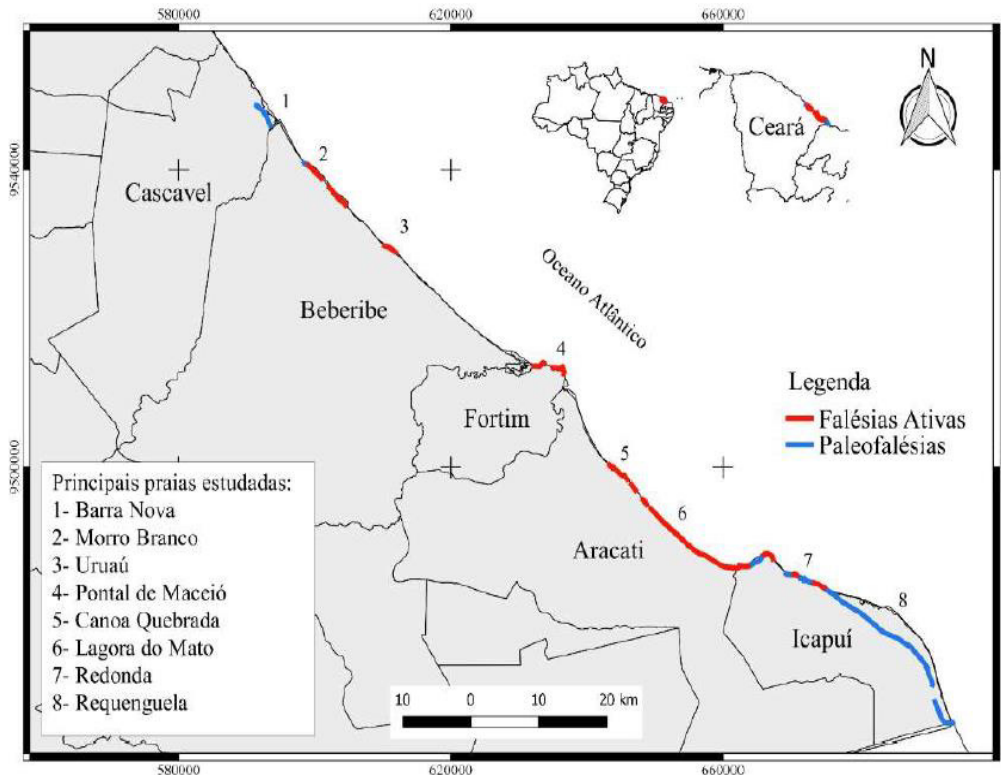 580000
620000
660000
9540000
9500000
N
Ceará
Oceano Atlântico
1
2
3
4
5
6
7
8
Cascavel
Beberibe
Fortim
Aracati
Icapuí
Legenda
Falésias Ativas
Paleofalésias
Principais praias estudadas:
1- Barra Nova
2- Morro Branco
3- Uruaú
4- Pontal de Maceió
5- Canoa Quebrada
6- Lagora do Mato
7- Redonda
8- Requenguela
10 0 10 20 km
9540000
9500000
580000
620000
660000